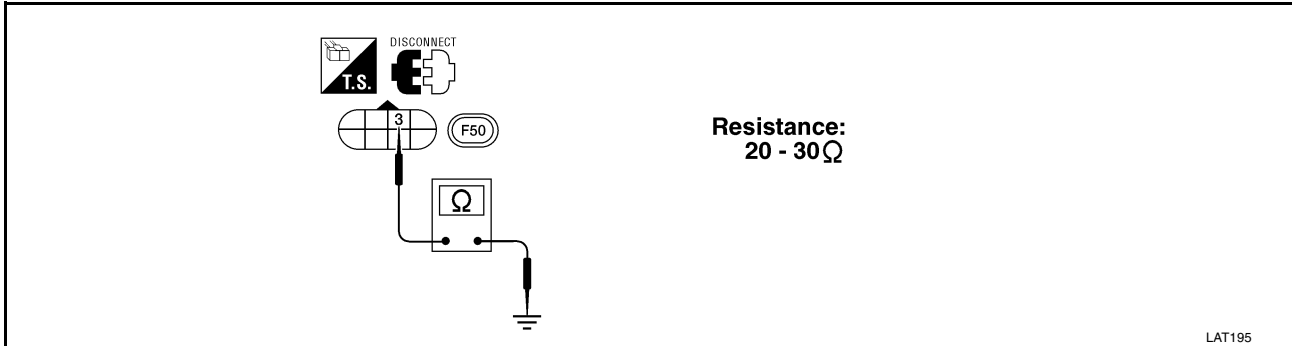 DISCONNECT
T.S.
3
F50
Resistance:
20 - 30Ω
Ω
LAT195